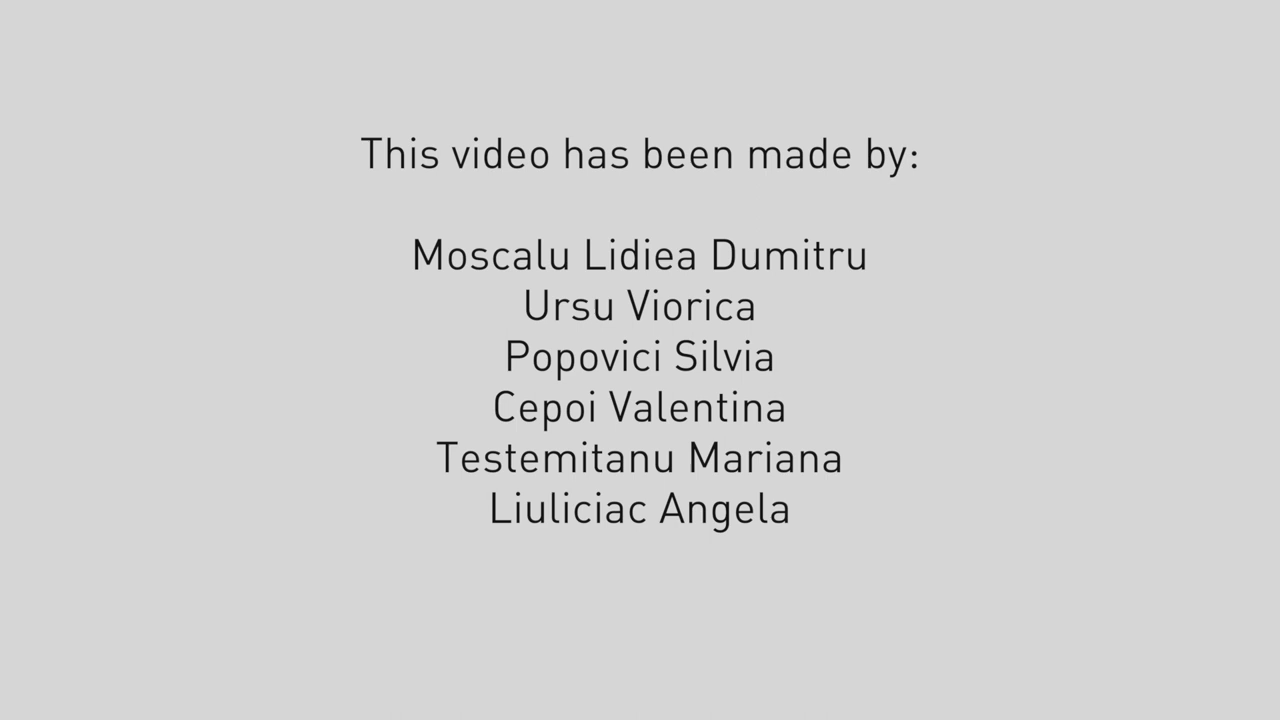 This video has been made by:
Moscalu Lidiea Dumitru
Ursu Viorica
Popovici Silvia
Cepoi Valentina
Testemitanu Mariana
Liuliciac Angela